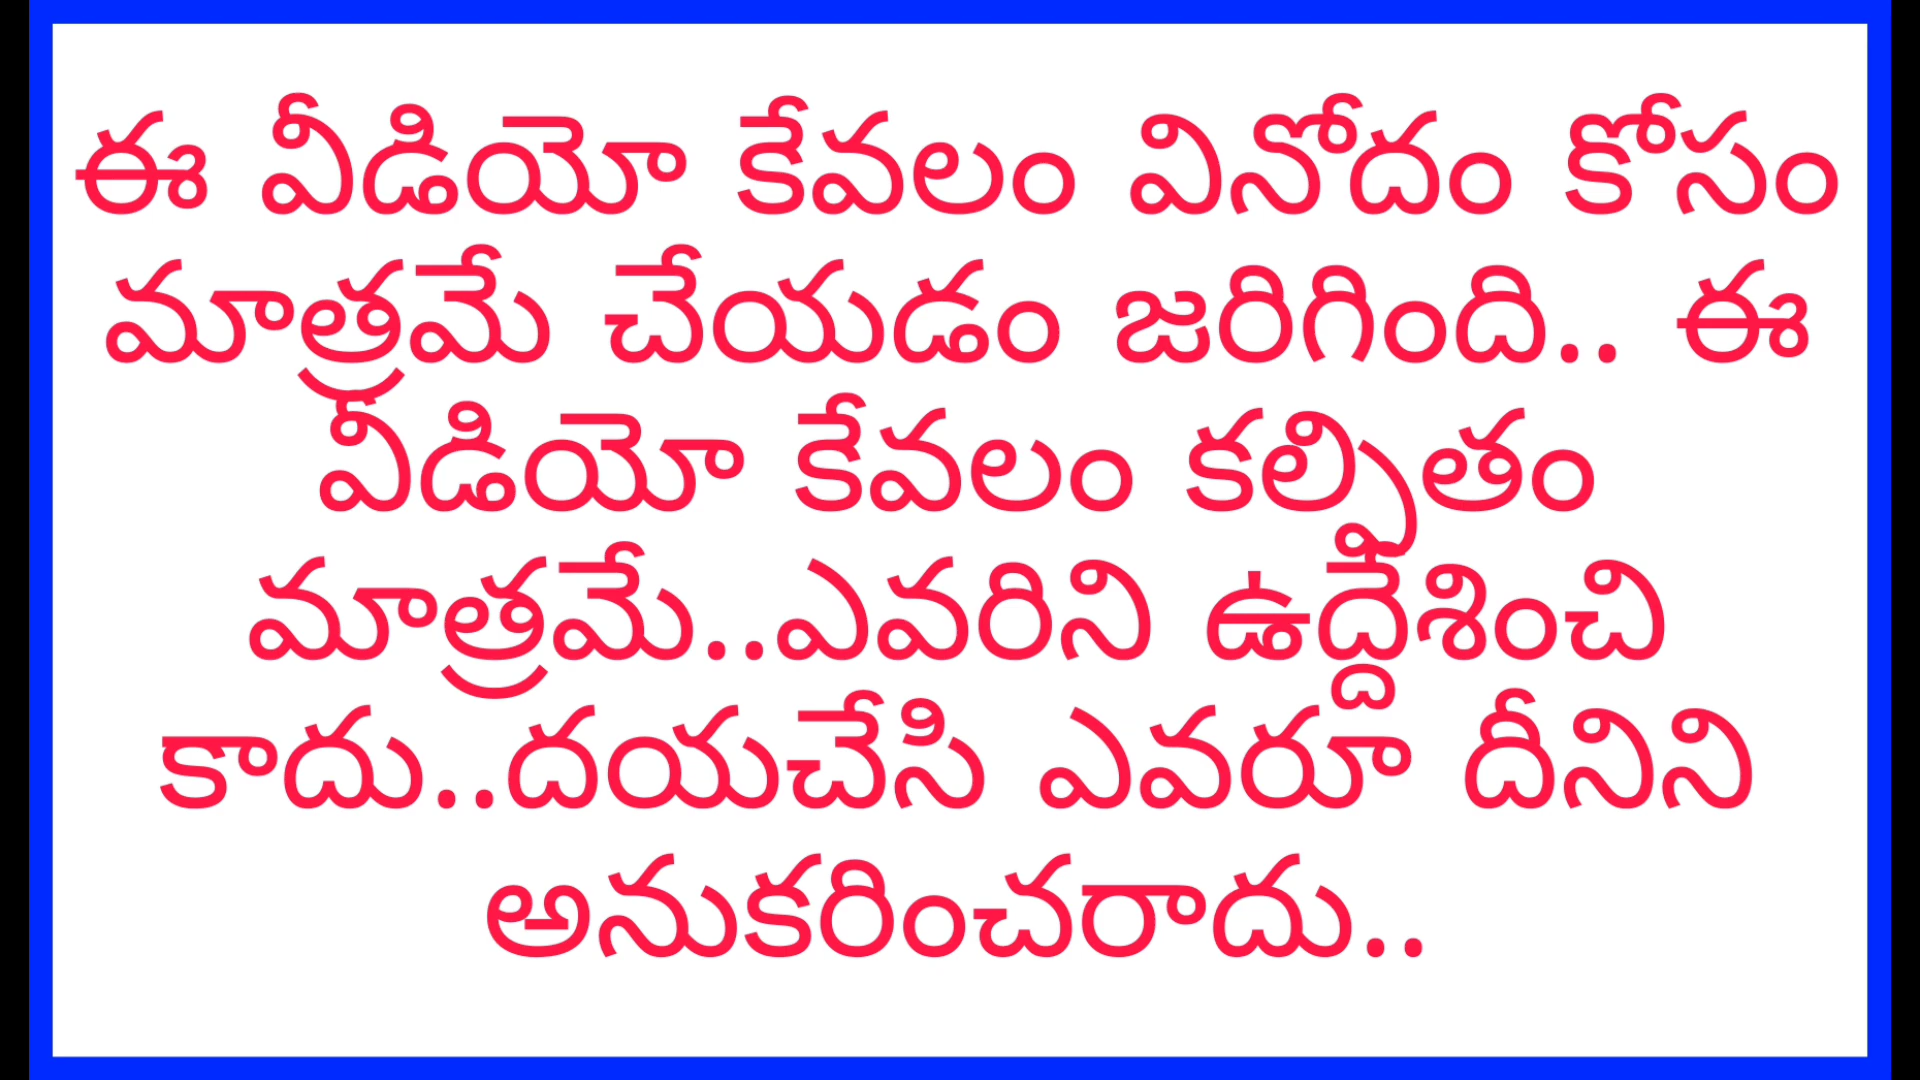 ఈ వీడియో కేవలం వినోదం కోసం
మాత్రమే చేయడం జరిగింది.. ఈ
వీడియో కేవలం కల్పితం
మాత్రమే..ఎవరిని ఉద్దేశించి
కాదు..దయచేసి ఎవరూ దీనిని
అనుకరించరాదు..